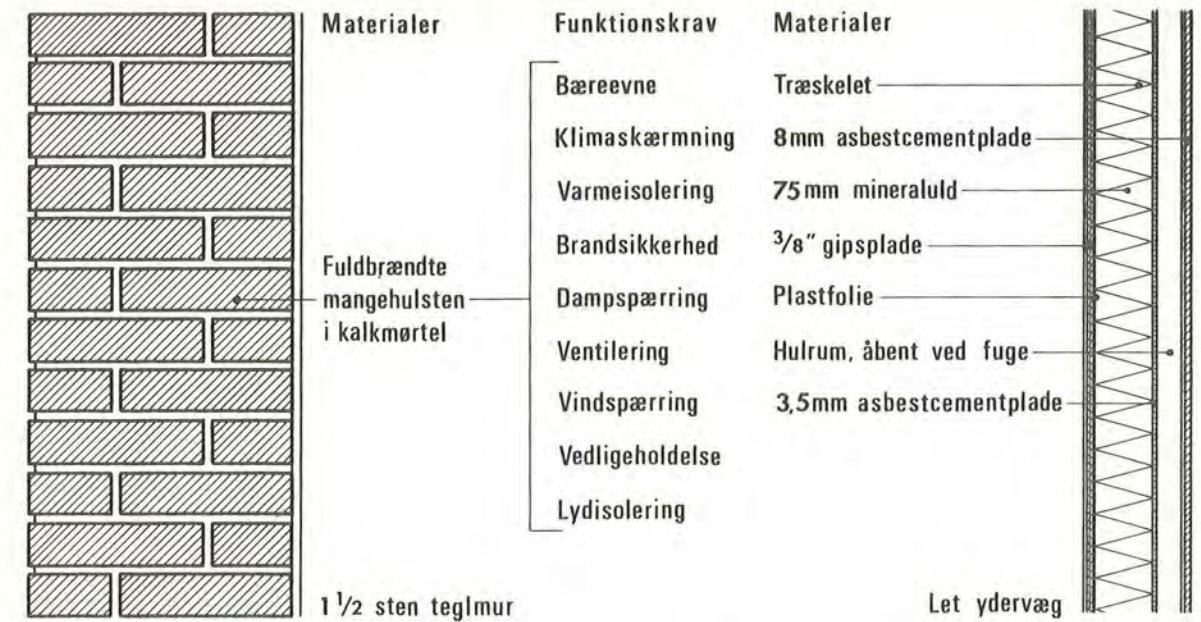 Materialer Funktionskrav Materialer
Bæreevne Træskelet
Klimaskærmning 8mm asbestcementplade
Varmeisolering 75mm mineraluld
Brandsikkerhed 3/8" gipsplade
Fuldbrændte
mangehulsten
i kalkmørtel
Dampspærring Plastfolie
Ventilering Hulrum, åbent ved fuge
Vindspærring 3,5mm asbestcementplade
Vedligeholdelse
Lydisolering
1 1/2 sten teglmur
Let ydervæg